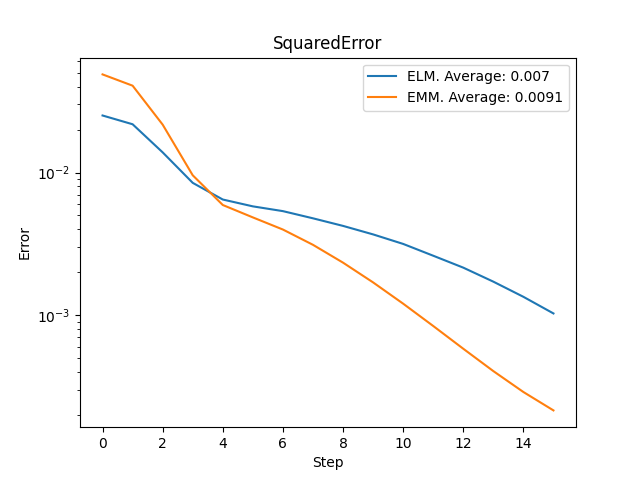 SquaredError
ELM. Average: 0.007
EMM. Average: 0.0091
Error
10⁻²
10⁻³
0 2 4 6 8 10 12 14
Step